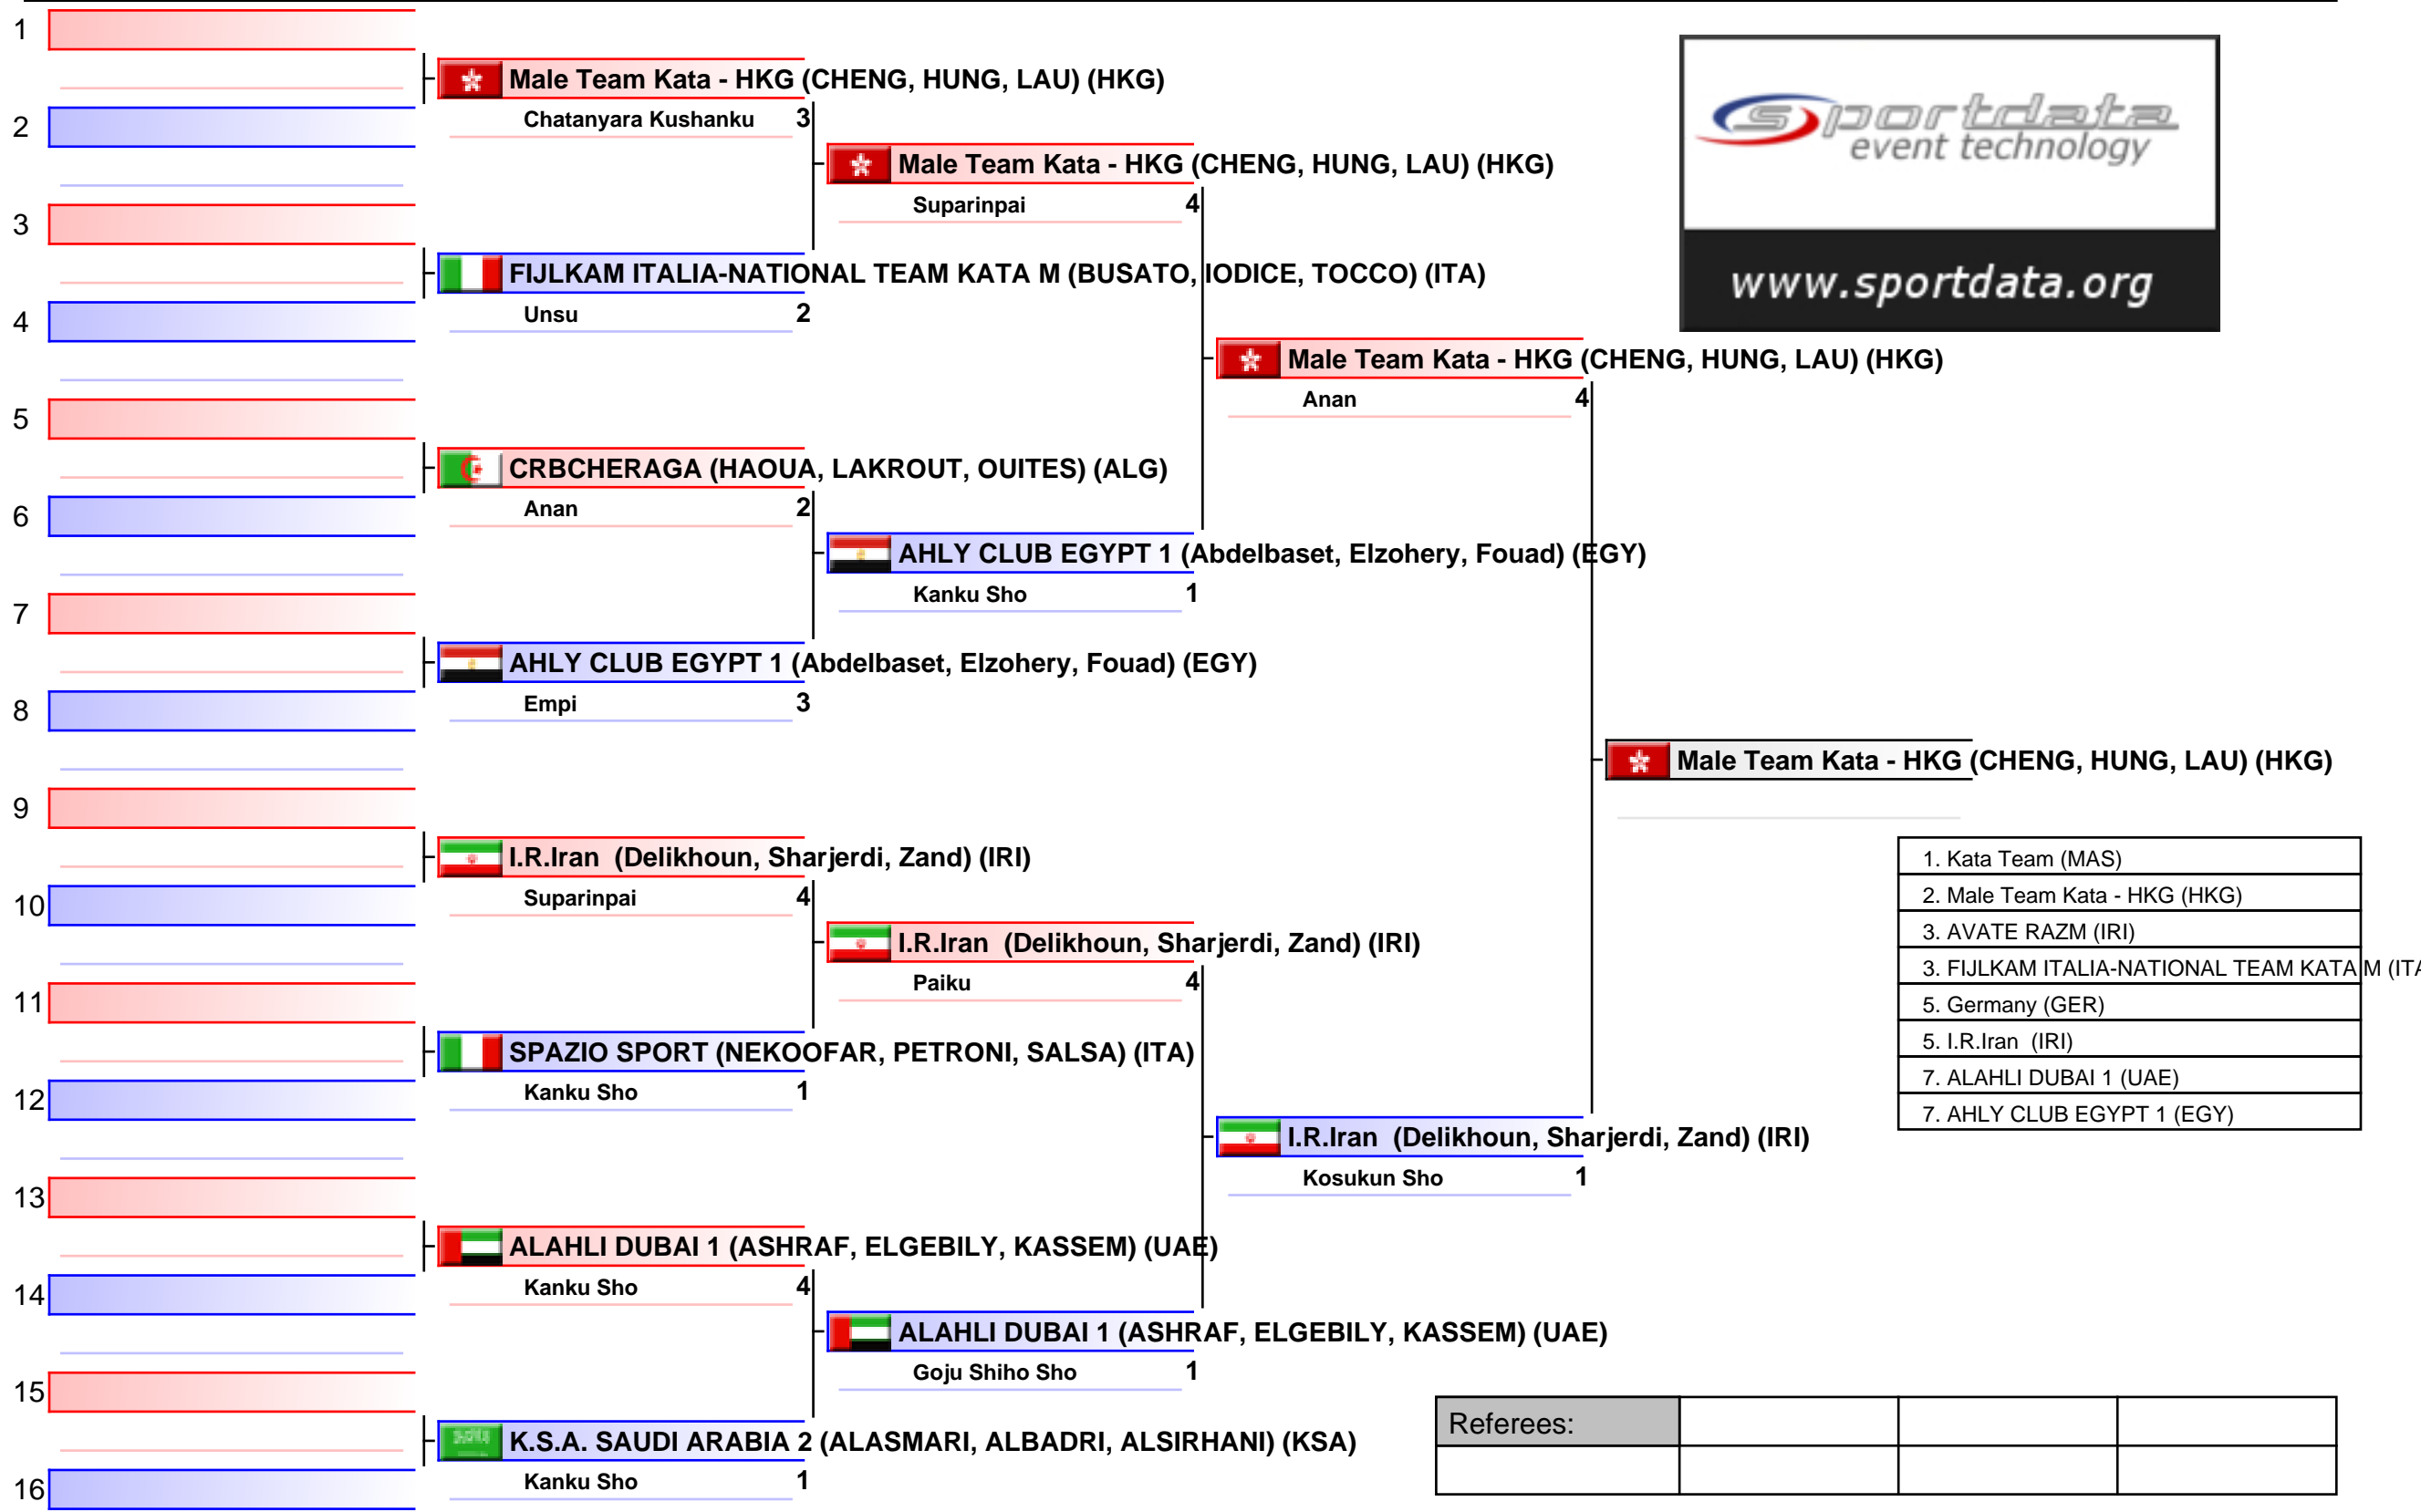 1
Male Team Kata - HKG (CHENG, HUNG, LAU) (HKG)
Chatanyara Kushanku 3
2
Male Team Kata - HKG (CHENG, HUNG, LAU) (HKG)
Suparinpai 4
3
FIJLKAM ITALIA-NATIONAL TEAM KATA M (BUSATO, IODICE, TOCCO) (ITA)
Unsu 2
4
Male Team Kata - HKG (CHENG, HUNG, LAU) (HKG)
Anan 4
5
CRBCHERAGA (HAOUA, LAKROUT, OUITES) (ALG)
Anan 2
6
AHLY CLUB EGYPT 1 (Abdelbaset, Elzohery, Fouad) (EGY)
Kanku Sho 1
7
AHLY CLUB EGYPT 1 (Abdelbaset, Elzohery, Fouad) (EGY)
Empi 3
8
Male Team Kata - HKG (CHENG, HUNG, LAU) (HKG)
9
I.R.Iran (Delikhoun, Sharjerdi, Zand) (IRI)
Suparinpai 4
10
I.R.Iran (Delikhoun, Sharjerdi, Zand) (IRI)
Paiku 4
11
SPAZIO SPORT (NEKOOFAR, PETRONI, SALSA) (ITA)
Kanku Sho 1
12
I.R.Iran (Delikhoun, Sharjerdi, Zand) (IRI)
Kosukun Sho 1
13
ALAHLI DUBAI 1 (ASHRAF, ELGEBILY, KASSEM) (UAE)
Kanku Sho 4
14
ALAHLI DUBAI 1 (ASHRAF, ELGEBILY, KASSEM) (UAE)
Goju Shiho Sho 1
15
K.S.A. SAUDI ARABIA 2 (ALASMARI, ALBADRI, ALSIRHANI) (KSA)
Kanku Sho 1
16
sportdata
event technology
www.sportdata.org
1. Kata Team (MAS)
2. Male Team Kata - HKG (HKG)
3. AVATE RAZM (IRI)
3. FIJLKAM ITALIA-NATIONAL TEAM KATA M (ITA
5. Germany (GER)
5. I.R.Iran (IRI)
7. ALAHLI DUBAI 1 (UAE)
7. AHLY CLUB EGYPT 1 (EGY)
Referees: